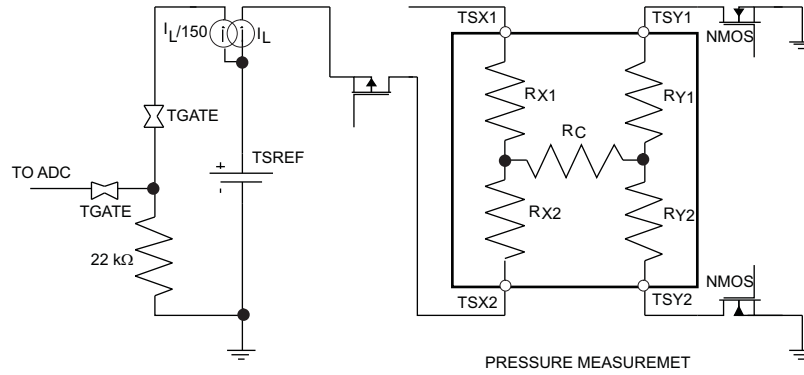 TSX1
TSY1
I_L/150
I_L
NMOS
R_X1
R_Y1
TGATE
R_C
TO ADC
TSREF
+
-
TGATE
R_X2
R_Y2
22 kΩ
NMOS
TSX2
TSY2
PRESSURE MEASUREMET